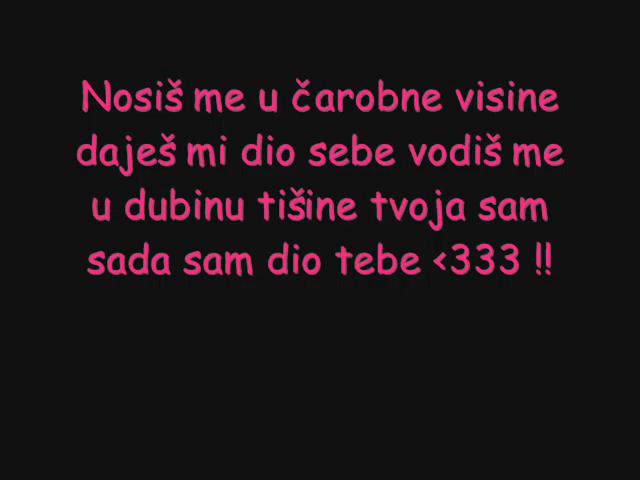 Nosiš me u čarobne visine
daješ mi dio sebe vodiš me
u dubinu tišine tvoja sam
sada sam dio tebe <333 !!